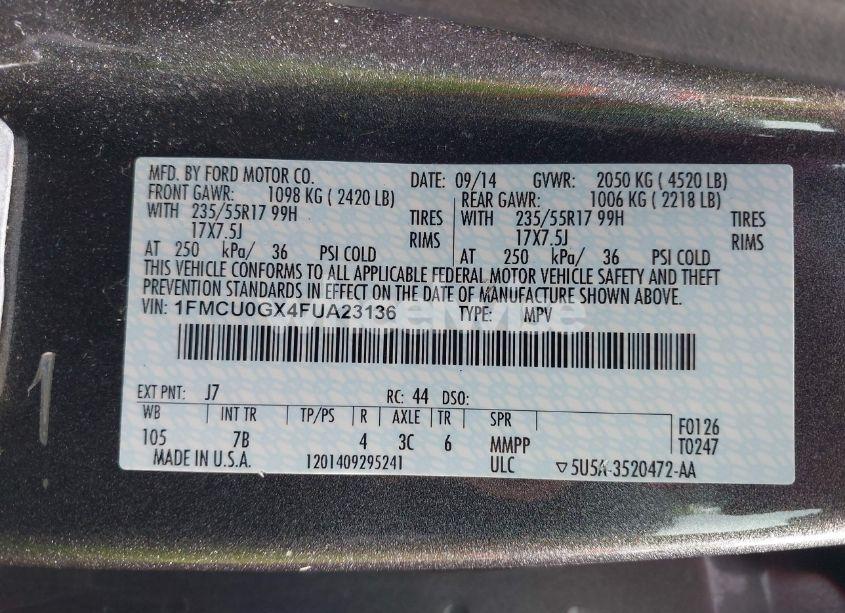 MFD. BY FORD MOTOR CO. DATE: 09/14 GVWR: 2050 KG ( 4520 LB)
FRONT GAWR: 1098 KG ( 2420 LB) REAR GAWR: 1006 KG ( 2218 LB)
WITH 235/55R17 99H TIRES WITH 235/55R17 99H TIRES
17X7.5J RIMS 17X7.5J RIMS
AT 250 kPa/ 36 PSI COLD AT 250 kPa/ 36 PSI COLD
THIS VEHICLE CONFORMS TO ALL APPLICABLE FEDERAL MOTOR VEHICLE SAFETY AND THEFT
PREVENTION STANDARDS IN EFFECT ON THE DATE OF MANUFACTURE SHOWN ABOVE.
VIN: 1FMCU0GX4FUA23136 TYPE: MPV
EXT PNT: J7 RC: 44 DSO:
WB INT TR TP/PS R AXLE TR SPR F0126
105 7B 4 3C 6 MMPP T0247
MADE IN U.S.A. 1201409295241 ULC ▽5U5A-3520472-AA
1